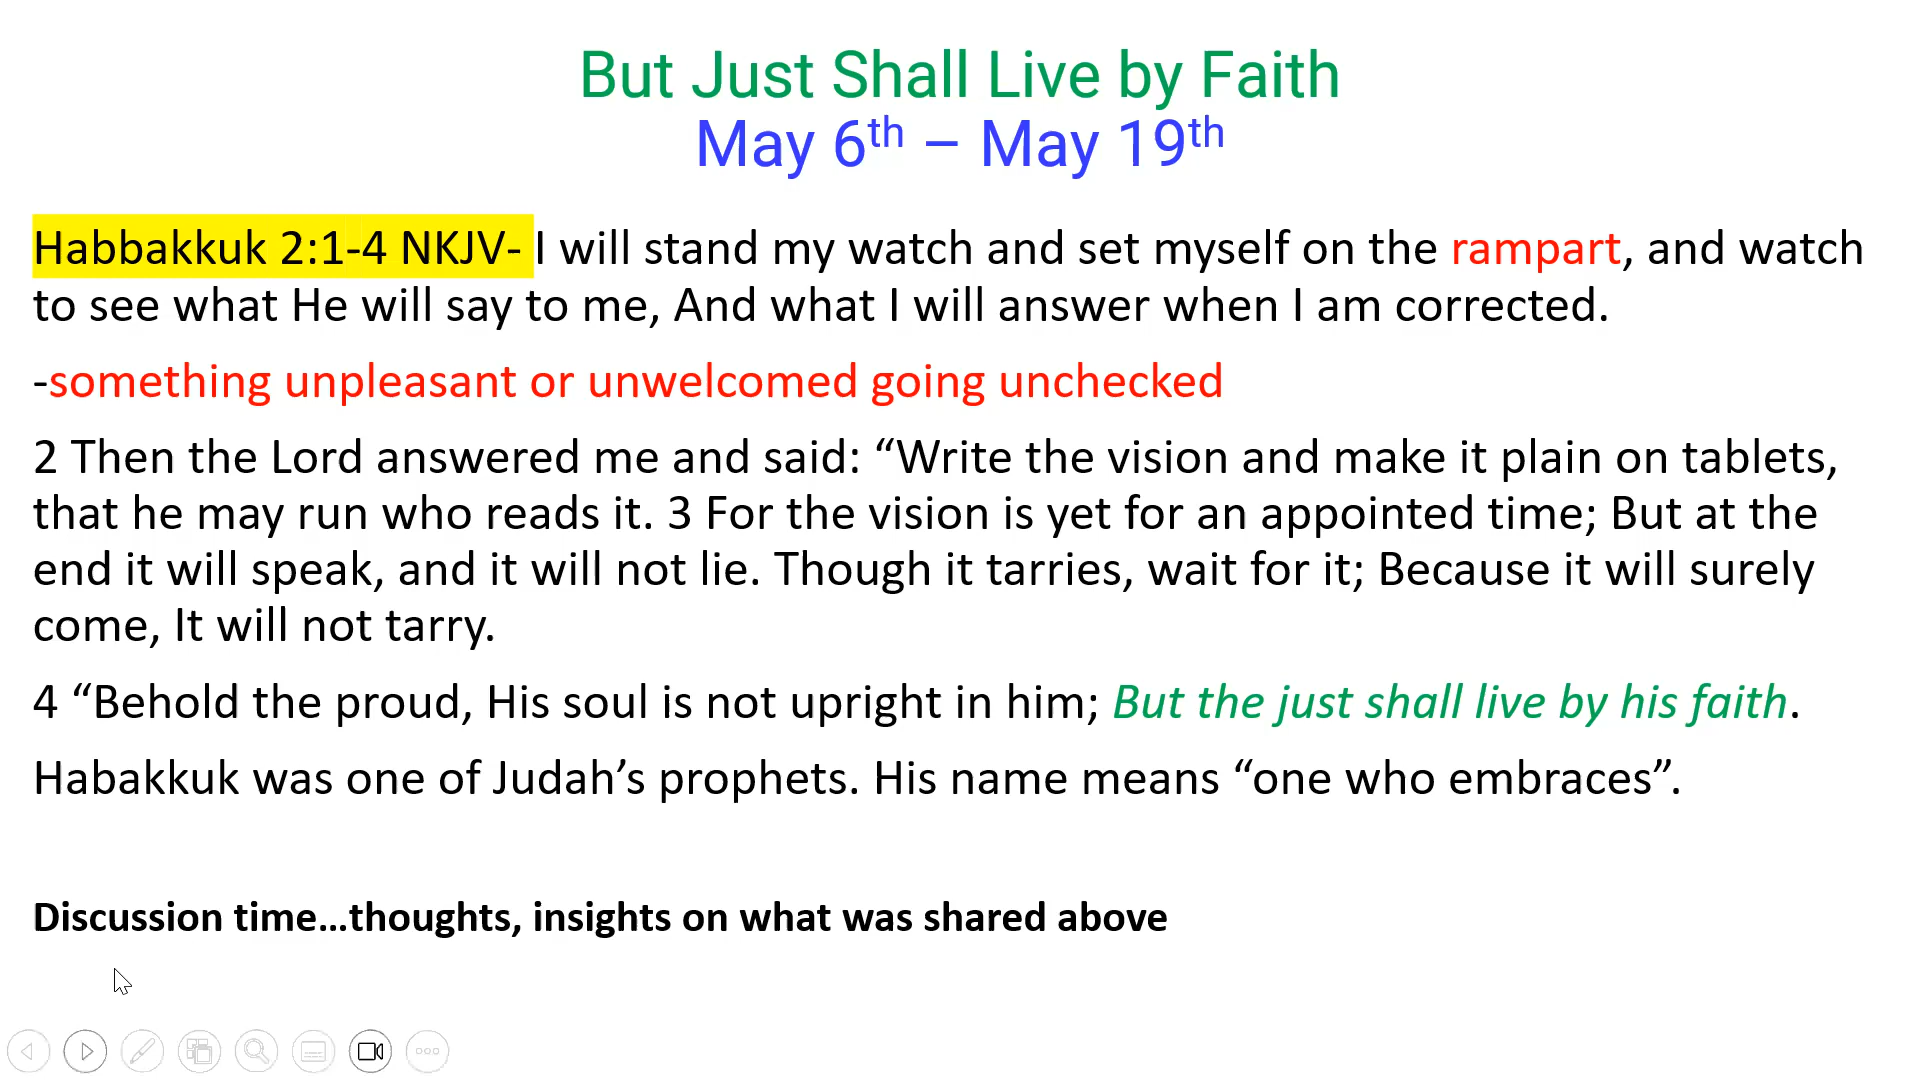 But Just Shall Live by Faith
May 6th – May 19th
Habbakkuk 2:1-4 NKJV- I will stand my watch and set myself on the rampart, and watch
to see what He will say to me, And what I will answer when I am corrected.
-something unpleasant or unwelcomed going unchecked
2 Then the Lord answered me and said: “Write the vision and make it plain on tablets,
that he may run who reads it. 3 For the vision is yet for an appointed time; But at the
end it will speak, and it will not lie. Though it tarries, wait for it; Because it will surely
come, It will not tarry.
4 “Behold the proud, His soul is not upright in him; But the just shall live by his faith.
Habakkuk was one of Judah’s prophets. His name means “one who embraces”.
Discussion time…thoughts, insights on what was shared above